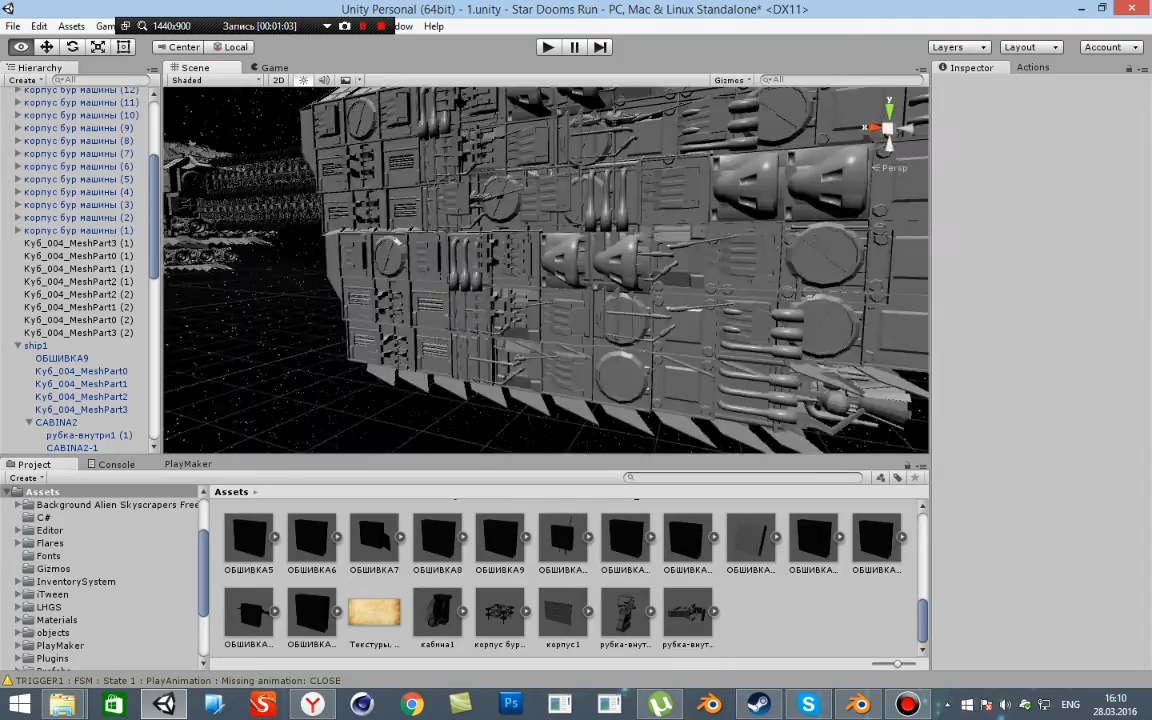 Unity Personal (64bit) - 1.unity - Star Dooms Run - PC, Mac & Linux Standalone* <DX11>
File Edit Assets Gam 1440x900 Запись [00:01:03] dow Help
Center Local Layers Layout Account
Hierarchy Scene Game Inspector Actions
Create All Shaded 2D Gizmos All
корпус бур машины (12)
корпус бур машины (11)
корпус бур машины (10)
корпус бур машины (9)
корпус бур машины (8)
корпус бур машины (7)
корпус бур машины (6)
корпус бур машины (5)
корпус бур машины (4)
корпус бур машины (3)
корпус бур машины (2)
корпус бур машины (1)
Куб_004_MeshPart3 (1)
Куб_004_MeshPart0 (1)
Куб_004_MeshPart1 (1)
Куб_004_MeshPart2 (1)
Куб_004_MeshPart2 (2)
Куб_004_MeshPart1 (2)
Куб_004_MeshPart0 (2)
Куб_004_MeshPart3 (2)
ship1
ОБШИВКА9
Куб_004_MeshPart0
Куб_004_MeshPart1
Куб_004_MeshPart2
Куб_004_MeshPart3
CABINA2
рубка-внутри1 (1)
CABINA2-1
y
x
Persp
Project Console PlayMaker
Create
Assets
Background Alien Skyscrapers Free
C#
Editor
Flares
Fonts
Gizmos
InventorySystem
iTween
LHGS
Materials
objects
PlayMaker
Plugins
Assets
ОБШИВКА5 ОБШИВКА6 ОБШИВКА7 ОБШИВКА8 ОБШИВКА9 ОБШИВКА... ОБШИВКА... ОБШИВКА... ОБШИВКА... ОБШИВКА... ОБШИВКА...
ОБШИВКА... ОБШИВКА... Текстуры. ... кабина1 корпус бур... корпус1 рубка-внут... рубка-внут...
TRIGGER1 : FSM : State 1 : PlayAnimation : Missing animation: CLOSE
Ps ENG 16:10
28.03.2016